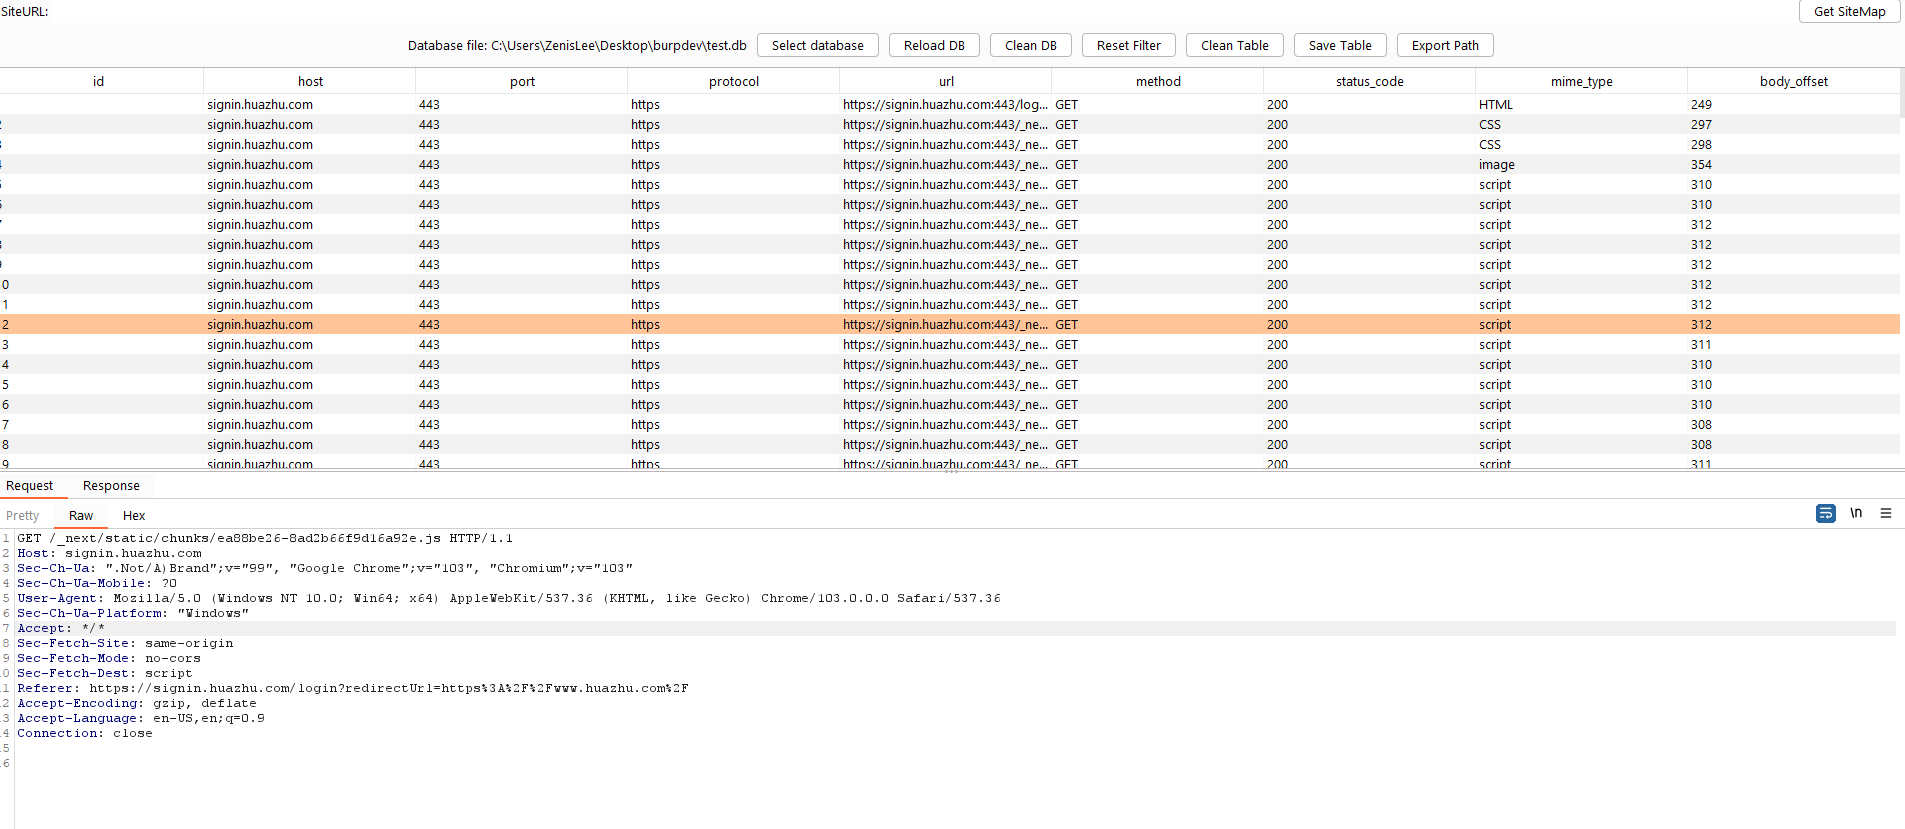 SiteURL: Get SiteMap
Database file: C:\Users\ZenisLee\Desktop\burpdev\test.db Select database Reload DB Clean DB Reset Filter Clean Table Save Table Export Path
id host port protocol url method status_code mime_type body_offset
signin.huazhu.com 443 https https://signin.huazhu.com:443/log... GET 200 HTML 249
signin.huazhu.com 443 https https://signin.huazhu.com:443/_ne... GET 200 CSS 297
signin.huazhu.com 443 https https://signin.huazhu.com:443/_ne... GET 200 CSS 298
signin.huazhu.com 443 https https://signin.huazhu.com:443/_ne... GET 200 image 354
signin.huazhu.com 443 https https://signin.huazhu.com:443/_ne... GET 200 script 310
signin.huazhu.com 443 https https://signin.huazhu.com:443/_ne... GET 200 script 310
signin.huazhu.com 443 https https://signin.huazhu.com:443/_ne... GET 200 script 312
signin.huazhu.com 443 https https://signin.huazhu.com:443/_ne... GET 200 script 312
signin.huazhu.com 443 https https://signin.huazhu.com:443/_ne... GET 200 script 312
0 signin.huazhu.com 443 https https://signin.huazhu.com:443/_ne... GET 200 script 312
1 signin.huazhu.com 443 https https://signin.huazhu.com:443/_ne... GET 200 script 312
2 signin.huazhu.com 443 https https://signin.huazhu.com:443/_ne... GET 200 script 312
3 signin.huazhu.com 443 https https://signin.huazhu.com:443/_ne... GET 200 script 311
4 signin.huazhu.com 443 https https://signin.huazhu.com:443/_ne... GET 200 script 310
5 signin.huazhu.com 443 https https://signin.huazhu.com:443/_ne... GET 200 script 310
6 signin.huazhu.com 443 https https://signin.huazhu.com:443/_ne... GET 200 script 310
7 signin.huazhu.com 443 https https://signin.huazhu.com:443/_ne... GET 200 script 308
8 signin.huazhu.com 443 https https://signin.huazhu.com:443/_ne... GET 200 script 308
9 signin.huazhu.com 443 https https://signin.huazhu.com:443/_ne... GET 200 script 311
Request Response
Pretty Raw Hex \n
1 GET /_next/static/chunks/ea88be26-8ad2b66f9d16a92e.js HTTP/1.1
2 Host: signin.huazhu.com
3 Sec-Ch-Ua: ".Not/A)Brand";v="99", "Google Chrome";v="103", "Chromium";v="103"
4 Sec-Ch-Ua-Mobile: ?0
5 User-Agent: Mozilla/5.0 (Windows NT 10.0; Win64; x64) AppleWebKit/537.36 (KHTML, like Gecko) Chrome/103.0.0.0 Safari/537.36
6 Sec-Ch-Ua-Platform: "Windows"
7 Accept: */*
8 Sec-Fetch-Site: same-origin
9 Sec-Fetch-Mode: no-cors
10 Sec-Fetch-Dest: script
11 Referer: https://signin.huazhu.com/login?redirectUrl=https%3A%2F%2Fwww.huazhu.com%2F
12 Accept-Encoding: gzip, deflate
13 Accept-Language: en-US,en;q=0.9
14 Connection: close
15
16